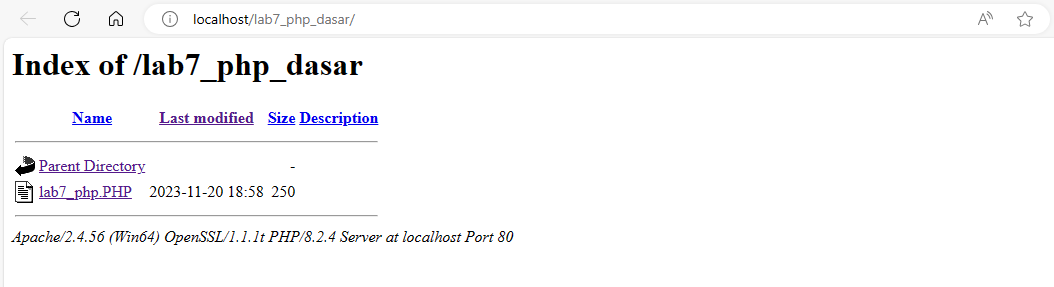 localhost/lab7_php_dasar/
Index of /lab7_php_dasar
Name Last modified Size Description
Parent Directory -
lab7_php.PHP 2023-11-20 18:58 250
Apache/2.4.56 (Win64) OpenSSL/1.1.1t PHP/8.2.4 Server at localhost Port 80